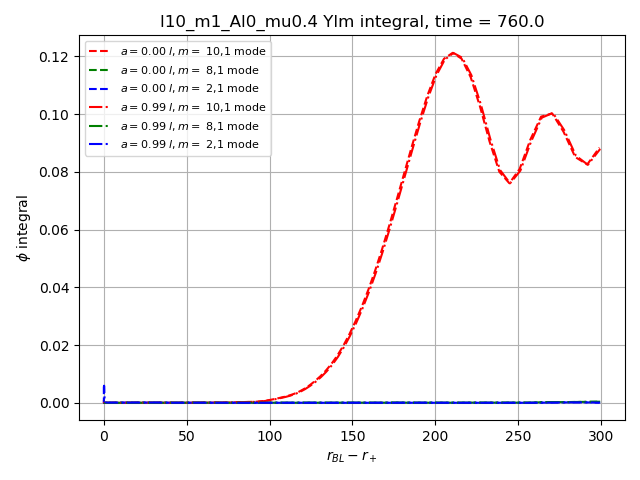 l10_m1_Al0_mu0.4 Ylm integral, time = 760.0
a = 0.00 l, m = 10,1 mode
a = 0.00 l, m = 8,1 mode
a = 0.00 l, m = 2,1 mode
a = 0.99 l, m = 10,1 mode
a = 0.99 l, m = 8,1 mode
a = 0.99 l, m = 2,1 mode
ϕ integral
0.12
0.10
0.08
0.06
0.04
0.02
0.00
0 50 100 150 200 250 300
r_{BL} − r_+